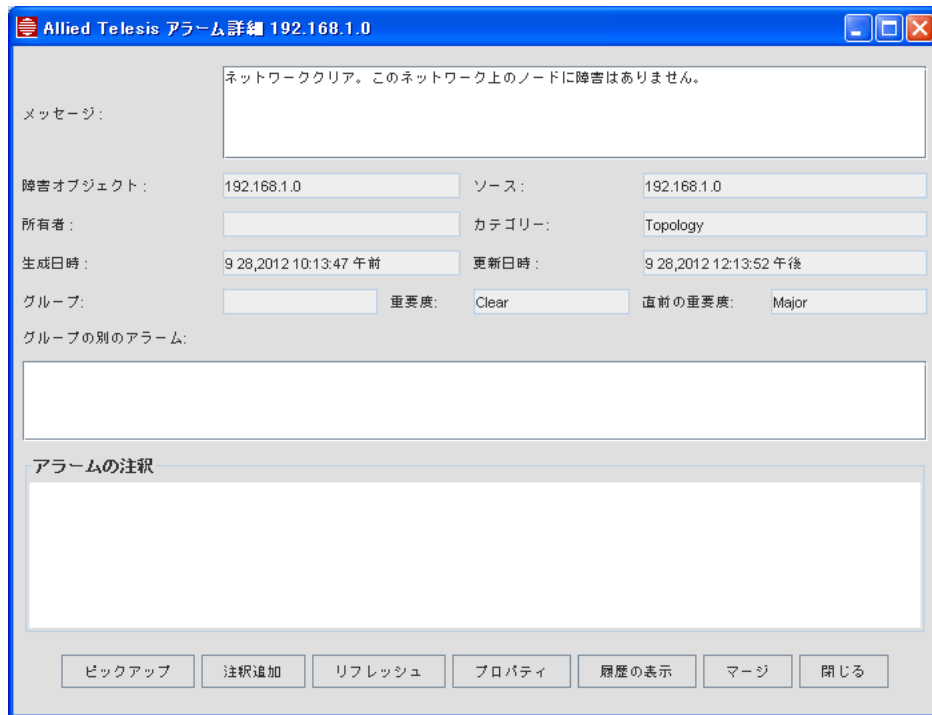 Allied Telesis アラーム詳細 192.168.1.0
メッセージ:
ネットワーククリア。このネットワーク上のノードに障害はありません。
障害オブジェクト: 192.168.1.0 ソース: 192.168.1.0
所有者: カテゴリー: Topology
生成日時: 9 28,2012 10:13:47 午前 更新日時: 9 28,2012 12:13:52 午後
グループ: 重要度: Clear 直前の重要度: Major
グループの別のアラーム:
アラームの注釈
ピックアップ 注釈追加 リフレッシュ プロパティ 履歴の表示 マージ 閉じる